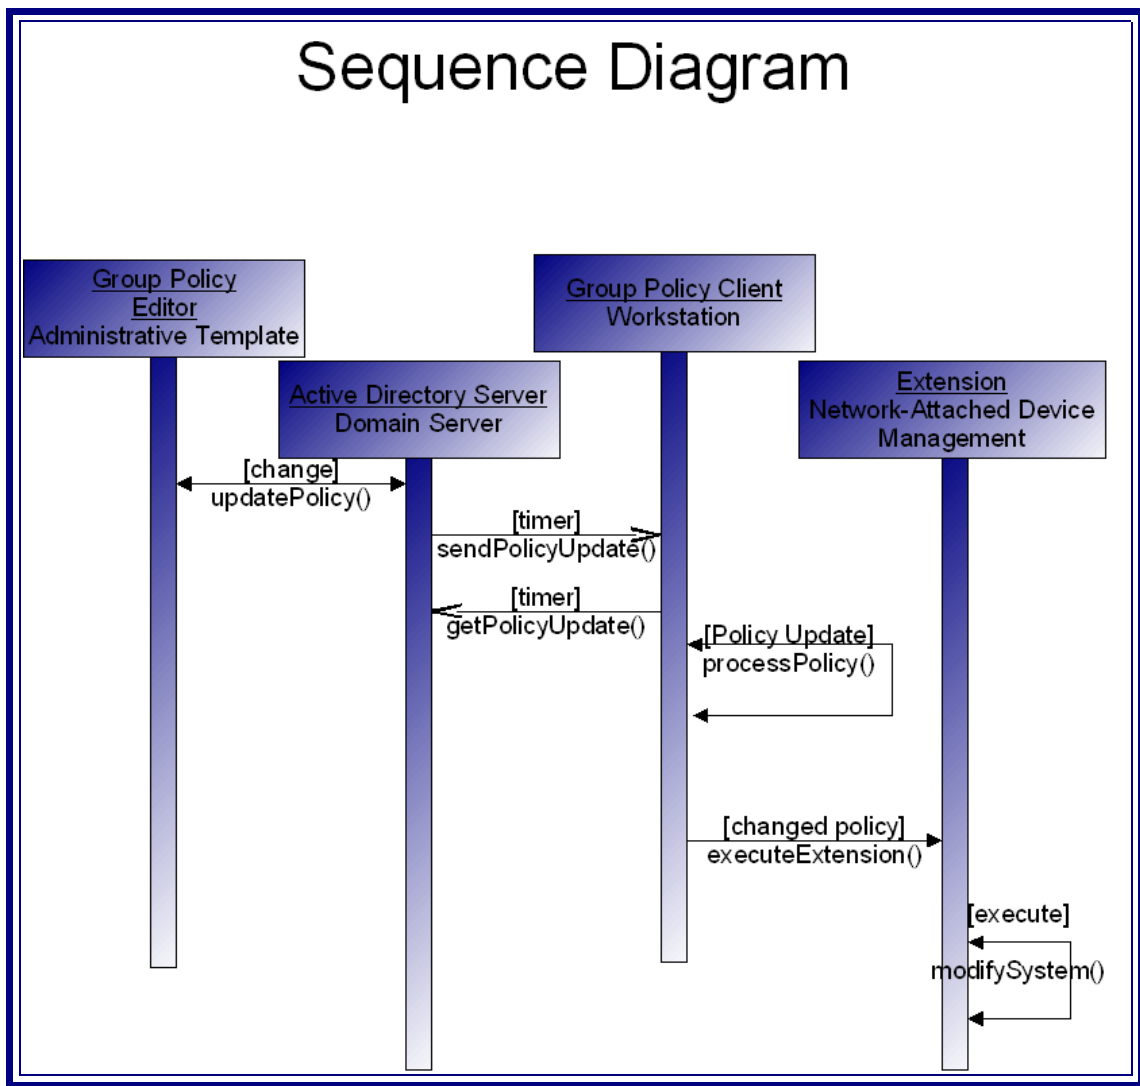 Sequence Diagram
Group Policy
Editor
Administrative Template
Active Directory Server
Domain Server
Group Policy Client
Workstation
Extension
Network-Attached Device
Management
[change]
updatePolicy()
[timer]
sendPolicyUpdate()
[timer]
getPolicyUpdate()
[Policy Update]
processPolicy()
[changed policy]
executeExtension()
[execute]
modifySystem()